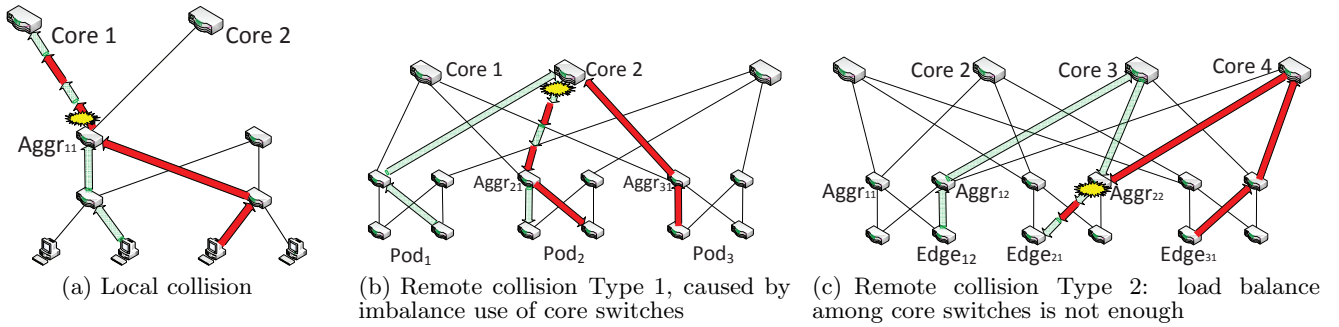 Core 1
Core 2
Aggr11
(a) Local collision
Core 1
Core 2
Aggr21
Aggr31
Pod1
Pod2
Pod3
(b) Remote collision Type 1, caused by
imbalance use of core switches
Core 2
Core 3
Core 4
Aggr11
Aggr12
Aggr22
Edge12
Edge21
Edge31
(c) Remote collision Type 2: load balance
among core switches is not enough